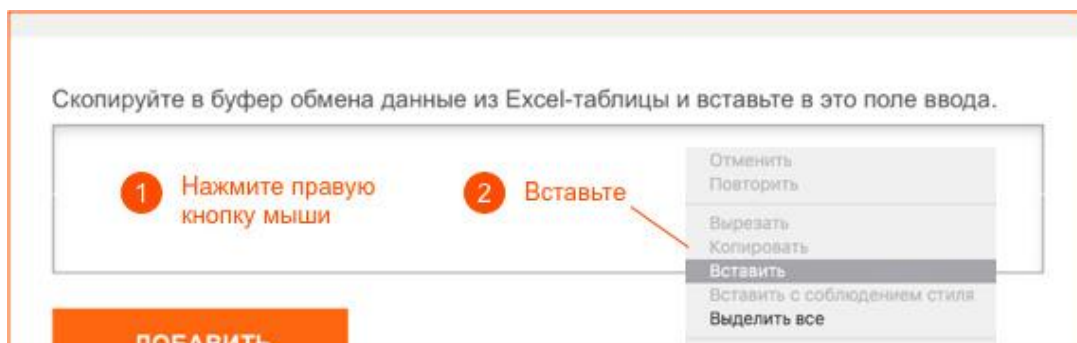 Скопируйте в буфер обмена данные из Excel-таблицы и вставьте в это поле ввода.
1 Нажмите правую
кнопку мыши
2 Вставьте
Отменить
Повторить
Вырезать
Копировать
Вставить
Вставить с соблюдением стиля
Выделить все
ДОБАВИТЬ